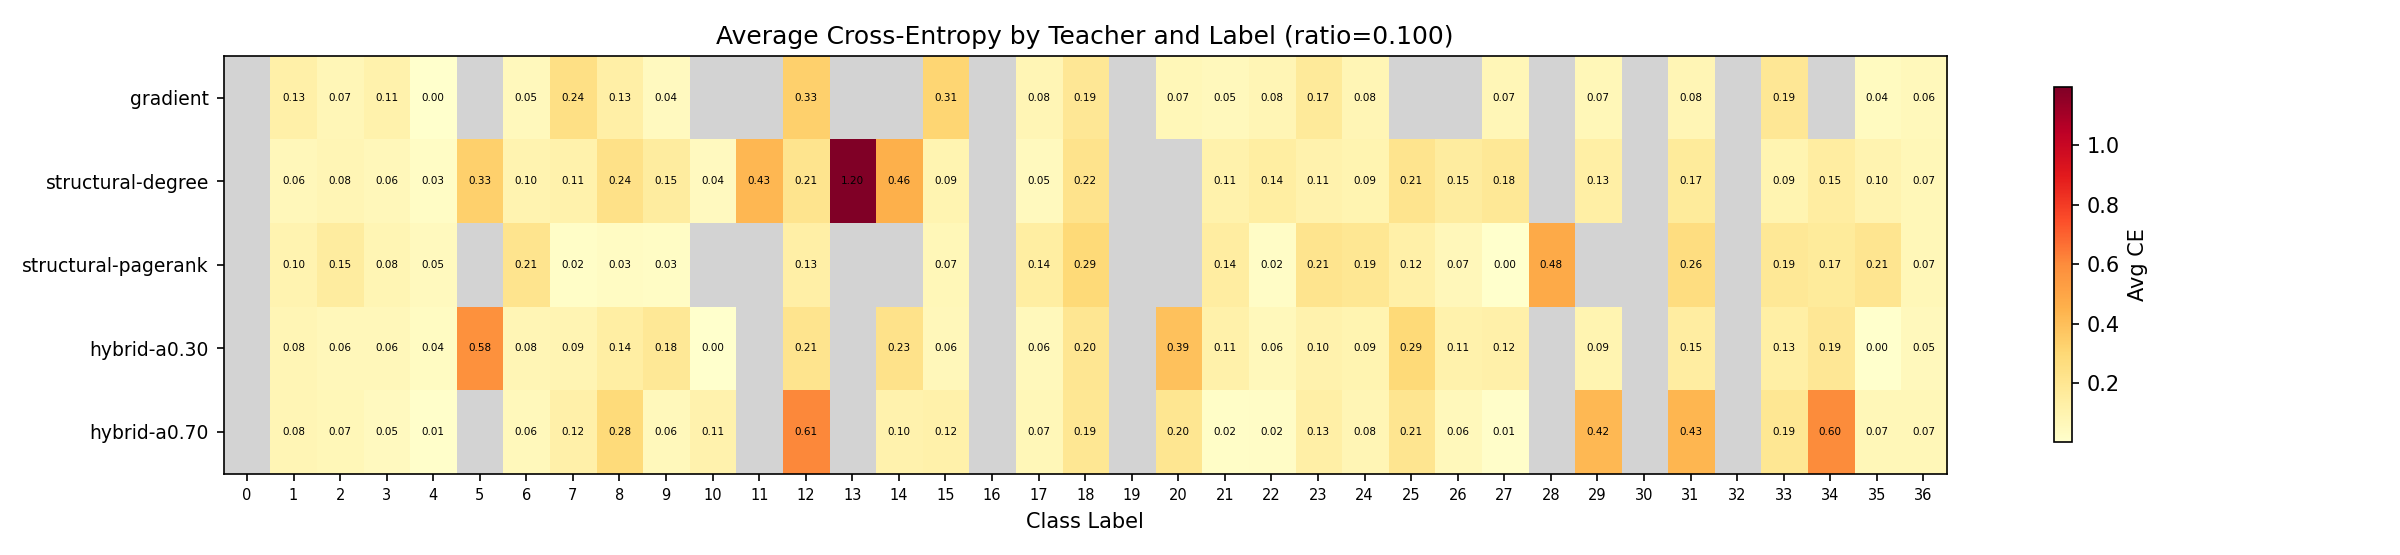 Average Cross-Entropy by Teacher and Label (ratio=0.100)
gradient 0.13 0.07 0.11 0.00 0.05 0.24 0.13 0.04 0.33 0.31 0.08 0.19 0.07 0.05 0.08 0.17 0.08 0.07 0.07 0.08 0.19 0.04 0.06
structural-degree 0.06 0.08 0.06 0.03 0.33 0.10 0.11 0.24 0.15 0.04 0.43 0.21 1.20 0.46 0.09 0.05 0.22 0.11 0.14 0.11 0.09 0.21 0.15 0.18 0.13 0.17 0.09 0.15 0.10 0.07
structural-pagerank 0.10 0.15 0.08 0.05 0.21 0.02 0.03 0.03 0.13 0.07 0.14 0.29 0.14 0.02 0.21 0.19 0.12 0.07 0.00 0.48 0.26 0.19 0.17 0.21 0.07
hybrid-a0.30 0.08 0.06 0.06 0.04 0.58 0.08 0.09 0.14 0.18 0.00 0.21 0.23 0.06 0.06 0.20 0.39 0.11 0.06 0.10 0.09 0.29 0.11 0.12 0.09 0.15 0.13 0.19 0.00 0.05
hybrid-a0.70 0.08 0.07 0.05 0.01 0.06 0.12 0.28 0.06 0.11 0.61 0.10 0.12 0.07 0.19 0.20 0.02 0.02 0.13 0.08 0.21 0.06 0.01 0.42 0.43 0.19 0.60 0.07 0.07
0 1 2 3 4 5 6 7 8 9 10 11 12 13 14 15 16 17 18 19 20 21 22 23 24 25 26 27 28 29 30 31 32 33 34 35 36
Class Label
1.0
0.8
0.6
0.4
0.2
Avg CE